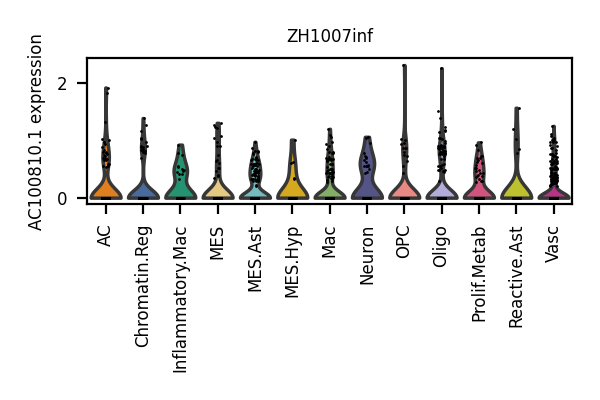 ZH1007inf
AC100810.1 expression
2
0
AC
Chromatin.Reg
Inflammatory.Mac
MES
MES.Ast
MES.Hyp
Mac
Neuron
OPC
Oligo
Prolif.Metab
Reactive.Ast
Vasc